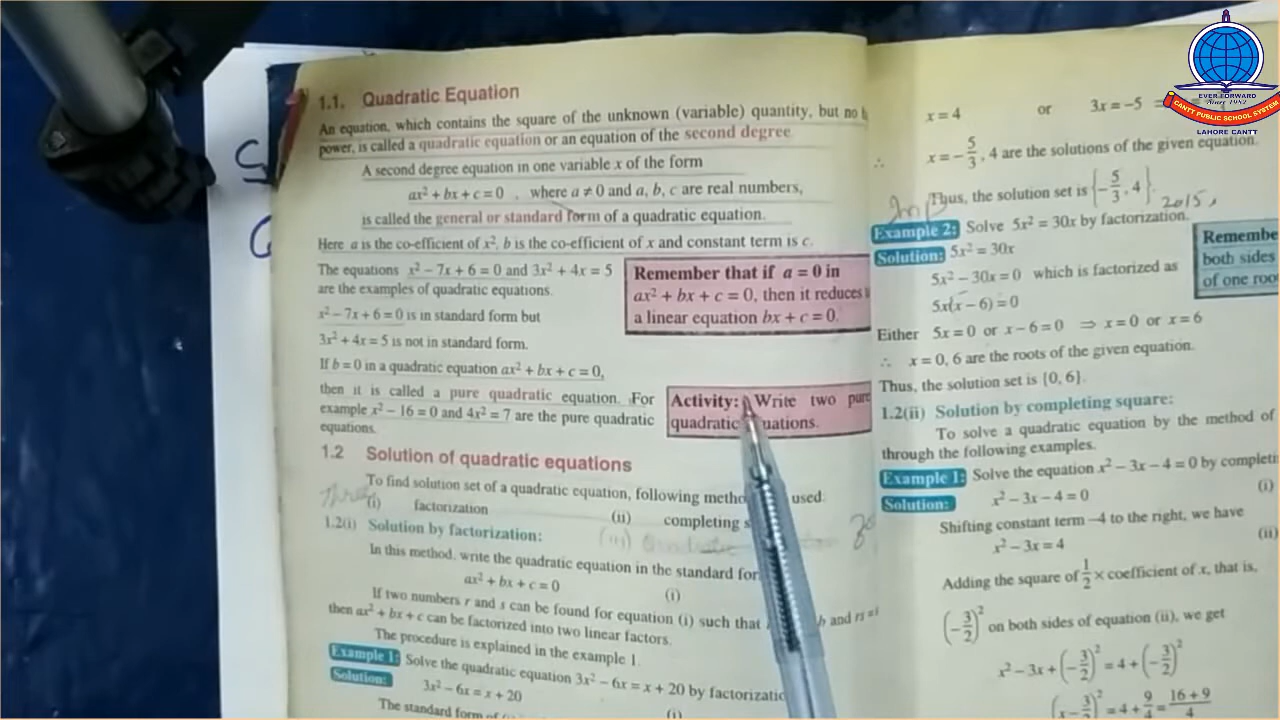 1.1. Quadratic Equation
An equation, which contains the square of the unknown (variable) quantity, but no
power, is called a quadratic equation or an equation of the second degree.
A second degree equation in one variable x of the form
ax² + bx + c = 0 , where a ≠ 0 and a, b, c are real numbers,
is called the general or standard form of a quadratic equation.
Here a is the co-efficient of x², b is the co-efficient of x and constant term is c.
The equations x² – 7x + 6 = 0 and 3x² + 4x = 5
are the examples of quadratic equations.
x² – 7x + 6 = 0 is in standard form but
3x² + 4x = 5 is not in standard form.
If b = 0 in a quadratic equation ax² + bx + c = 0,
then it is called a pure quadratic equation. For
example x² – 16 = 0 and 4x² = 7 are the pure quadratic
equations.
Remember that if a = 0 in
ax² + bx + c = 0, then it reduces
a linear equation bx + c = 0.
Activity: Write two pure
quadratic equations.
1.2 Solution of quadratic equations
To find solution set of a quadratic equation, following used.
Three
(i) factorization (ii) completing
(iii) Quadratic
1.2(i) Solution by factorization:
In this method, write the quadratic equation in the standard
ax² + bx + c = 0 (i)
If two numbers r and s can be found for equation (i) such that b and rs =
then ax² + bx + c can be factorized into two linear factors.
The procedure is explained in the example 1.
Example 1: Solve the quadratic equation 3x² – 6x = x + 20 by
Solution: 3x² – 6x = x + 20 (i)
The standard form of
x = 4 or 3x = –5
∴ x = –5/3, 4 are the solutions of the given equation.
Thus, the solution set is {–5/3, 4}.
Imp 2015,
Example 2: Solve 5x² = 30x by factorization.
Solution: 5x² = 30x
5x² – 30x = 0 which is factorized as
5x(x – 6) = 0
Either 5x = 0 or x – 6 = 0 ⇒ x = 0 or x = 6
∴ x = 0, 6 are the roots of the given equation.
Thus, the solution set is {0, 6}.
both sides
of one
1.2(ii) Solution by completing square:
To solve a quadratic equation by the method of
through the following examples.
Example 1: Solve the equation x² – 3x – 4 = 0 by
Solution: x² – 3x – 4 = 0 (i)
Shifting constant term –4 to the right, we have
x² – 3x = 4 (ii)
Adding the square of 1/2 × coefficient of x, that is,
(–3/2)² on both sides of equation (ii), we get
x² – 3x + (–3/2)² = 4 + (–3/2)²
(x – 3/2)² = 4 + 9/4 = 16 + 9/4
EVER FORWARD
Since 1982
CANTT PUBLIC SCHOOL SYSTEM
LAHORE CANTT